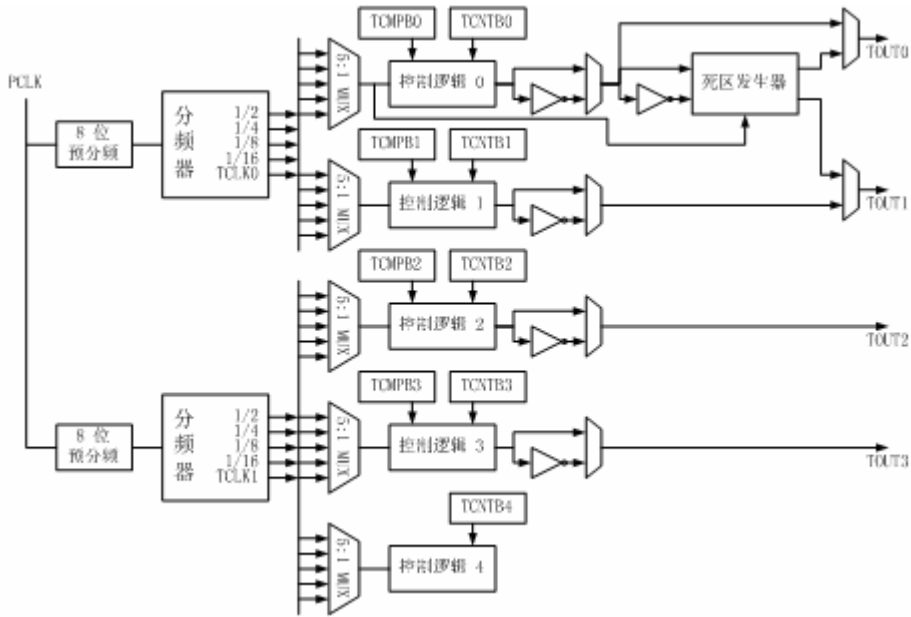 TCMPB0
TCNTB0
PCLK
5:1 MUX
控制逻辑 0
死区发生器
TOUT0
8 位
预分频
分频器
1/2
1/4
1/8
1/16
TCLK0
TCMPB1
TCNTB1
5:1 MUX
控制逻辑 1
TOUT1
TCMPB2
TCNTB2
5:1 MUX
控制逻辑 2
TOUT2
TCMPB3
TCNTB3
8 位
预分频
分频器
1/2
1/4
1/8
1/16
TCLK1
5:1 MUX
控制逻辑 3
TOUT3
TCNTB4
5:1 MUX
控制逻辑 4